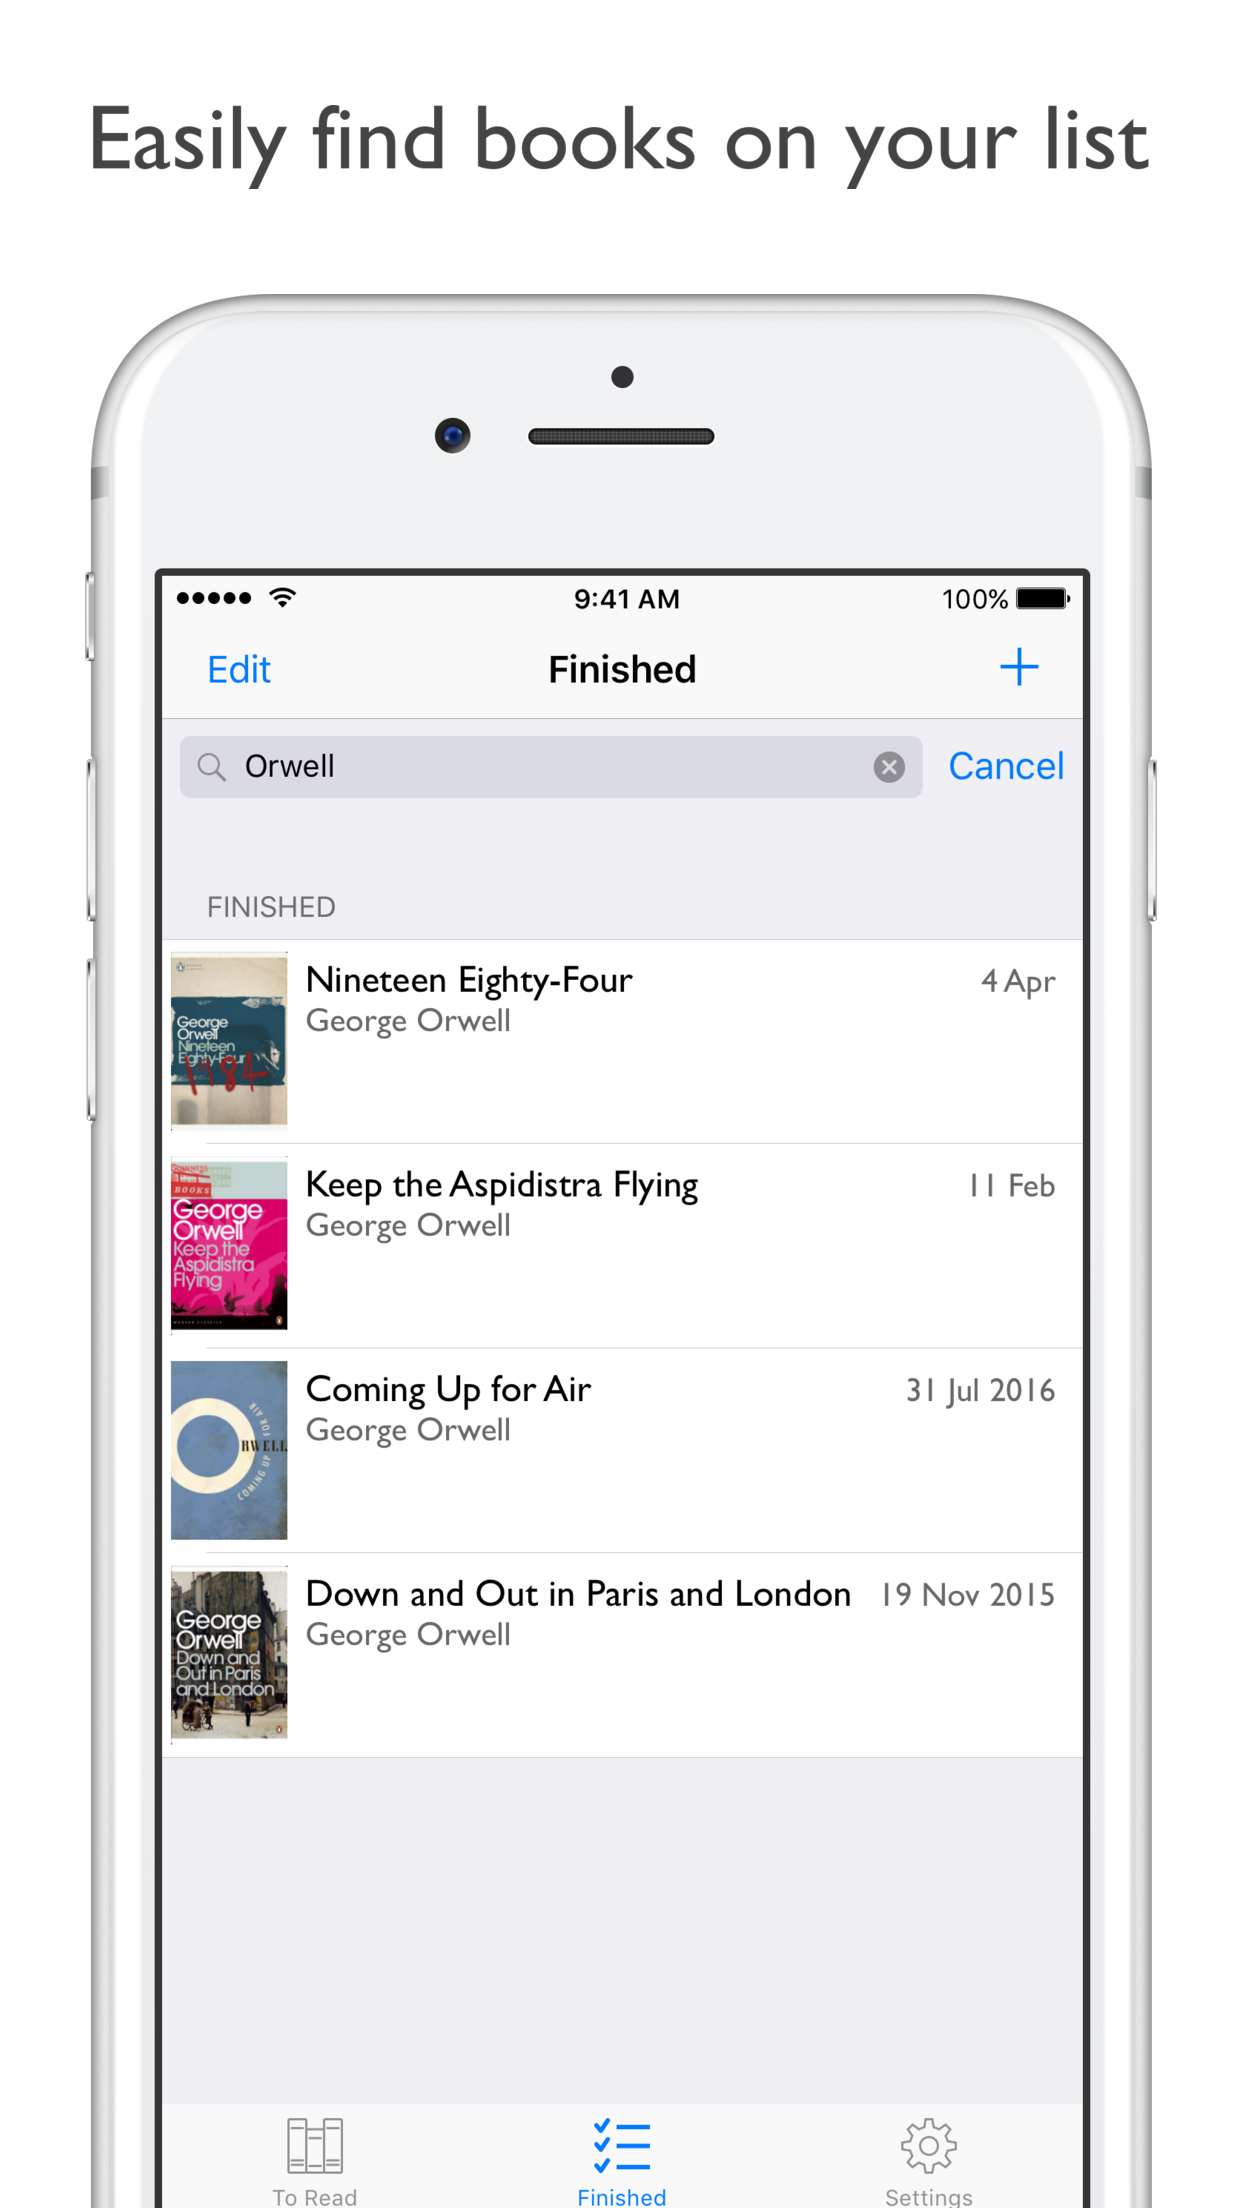 Easily find books on your list
9:41 AM
100%
Edit
Finished
Orwell
Cancel
FINISHED
George
Orwell
Nineteen
Eighty-Four
1984
Nineteen Eighty-Four
4 Apr
George Orwell
BOOKS
George
Orwell
Keep the
Aspidistra
Flying
MODERN CLASSICS
Keep the Aspidistra Flying
11 Feb
George Orwell
ORWELL
COMING UP FOR AIR
Coming Up for Air
31 Jul 2016
George Orwell
George
Orwell
Down and
Out in Paris
and London
Down and Out in Paris and London
19 Nov 2015
George Orwell
To Read
Finished
Settings